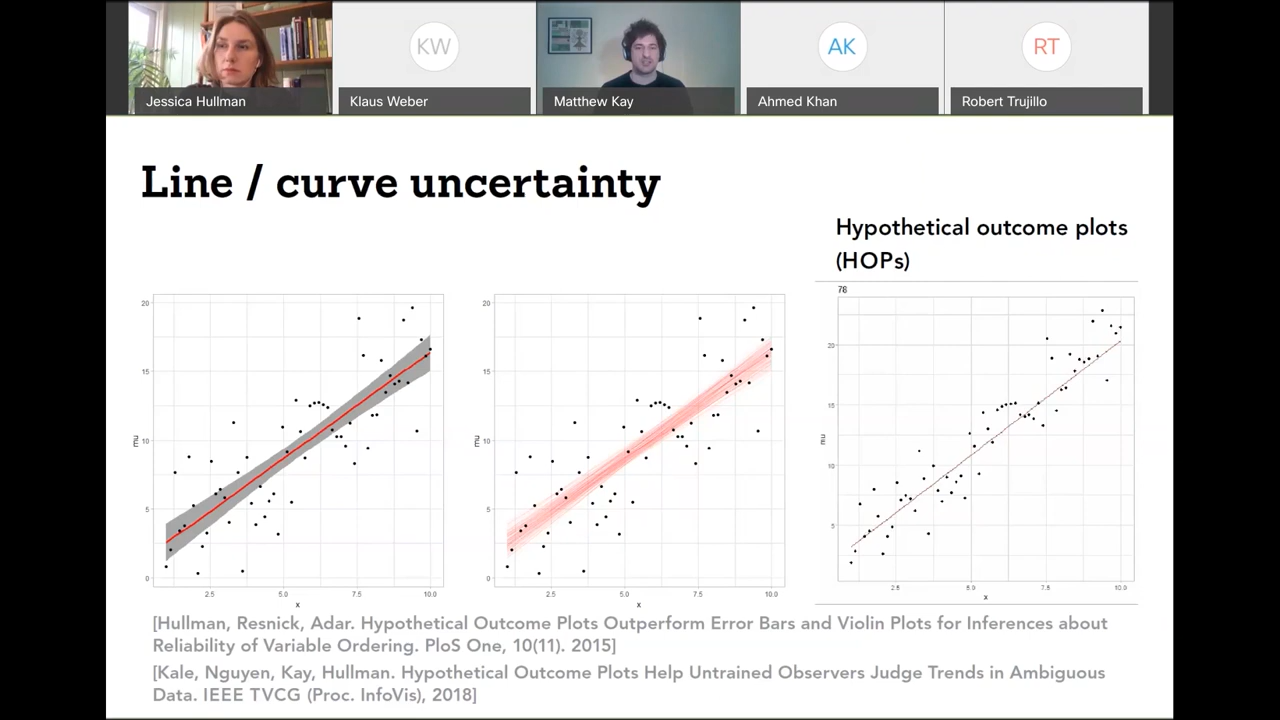 KW
AK
RT
Jessica Hullman
Klaus Weber
Matthew Kay
Ahmed Khan
Robert Trujillo
Line / curve uncertainty
Hypothetical outcome plots
(HOPs)
78
20
15
10
5
0
mu
2.5
5.0
7.5
10.0
x
20
15
10
5
0
mu
2.5
5.0
7.5
10.0
x
20
15
10
5
mu
2.5
5.0
7.5
10.0
x
[Hullman, Resnick, Adar. Hypothetical Outcome Plots Outperform Error Bars and Violin Plots for Inferences about
Reliability of Variable Ordering. PloS One, 10(11). 2015]
[Kale, Nguyen, Kay, Hullman. Hypothetical Outcome Plots Help Untrained Observers Judge Trends in Ambiguous
Data. IEEE TVCG (Proc. InfoVis), 2018]